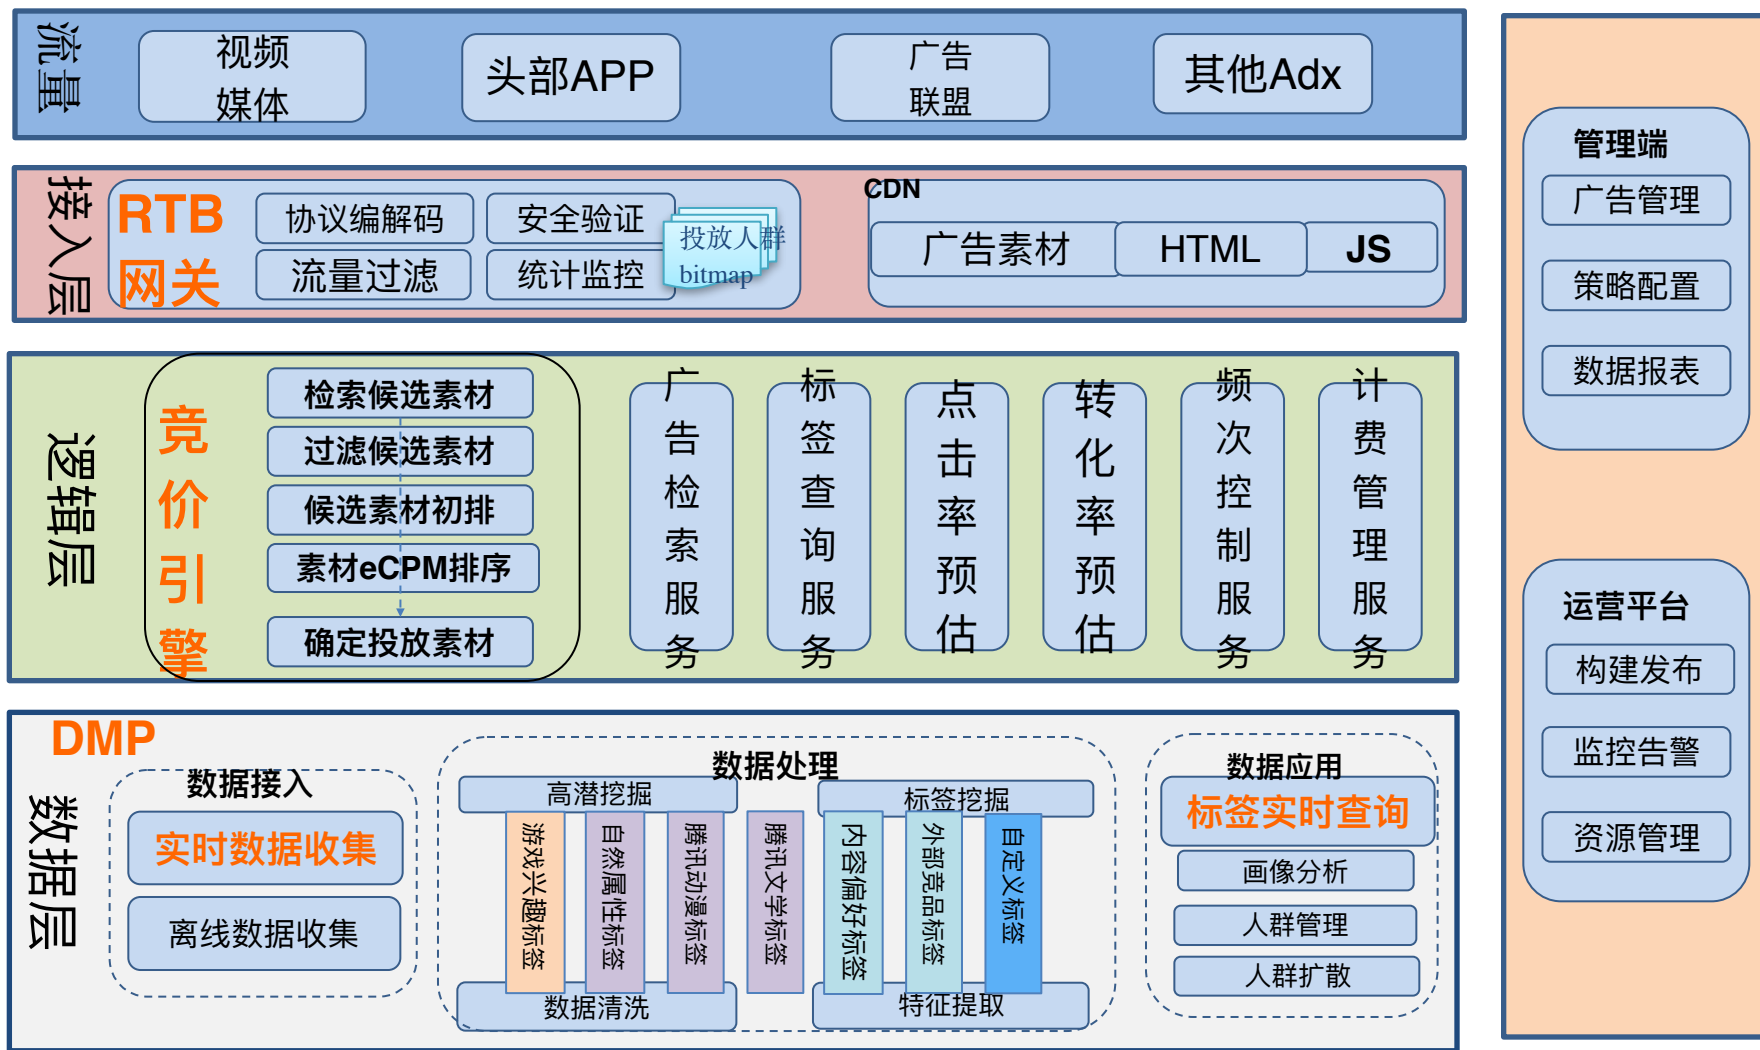 流量
视频
媒体
头部APP
广告
联盟
其他Adx
接入层
RTB
网关
协议编解码
安全验证
流量过滤
统计监控
投放人群
bitmap
CDN
广告素材
HTML
JS
逻辑层
竞价引擎
检索候选素材
过滤候选素材
候选素材初排
素材eCPM排序
确定投放素材
广告检索服务
标签查询服务
点击率预估
转化率预估
频次控制服务
计费管理服务
数据层
DMP
数据接入
实时数据收集
离线数据收集
数据处理
高潜挖掘
标签挖掘
游戏兴趣标签
自然属性标签
腾讯动漫标签
腾讯文学标签
内容偏好标签
外部竞品标签
自定义标签
数据清洗
特征提取
数据应用
标签实时查询
画像分析
人群管理
人群扩散
管理端
广告管理
策略配置
数据报表
运营平台
构建发布
监控告警
资源管理